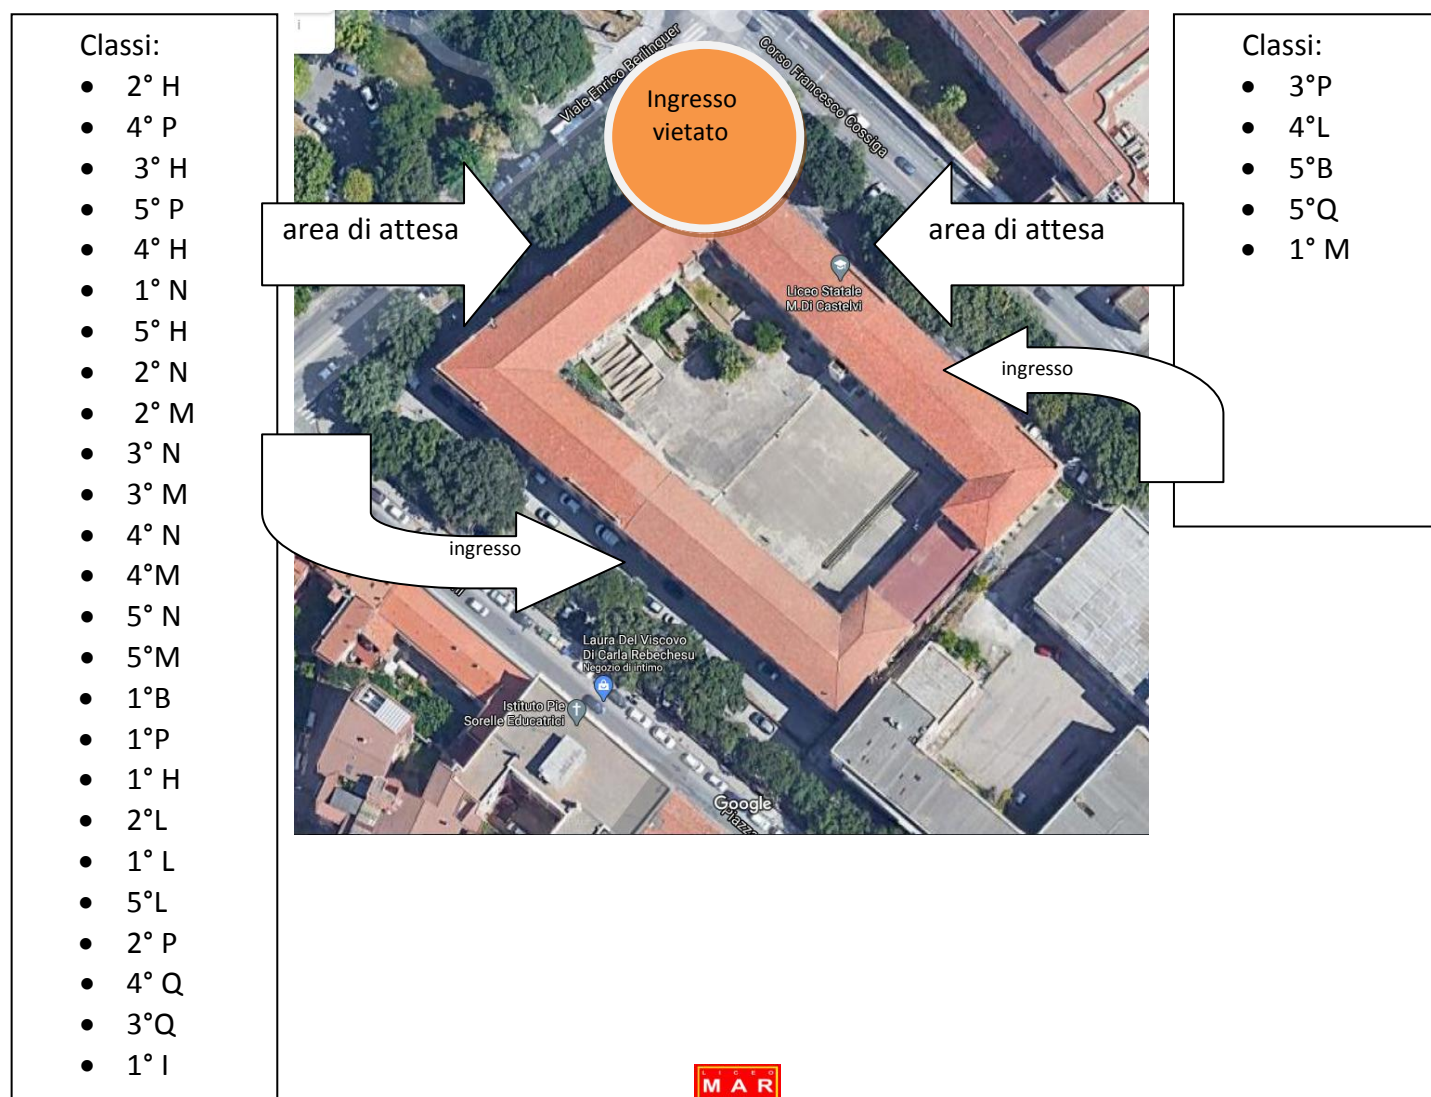 Classi:
• 2° H
• 4° P
• 3° H
• 5° P
• 4° H
• 1° N
• 5° H
• 2° N
• 2° M
• 3° N
• 3° M
• 4° N
• 4°M
• 5° N
• 5°M
• 1°B
• 1°P
• 1° H
• 2°L
• 1° L
• 5°L
• 2° P
• 4° Q
• 3°Q
• 1° I
Viale Enrico Berlinguer
Ingresso
vietato
Corso Francesco Cossiga
area di attesa
area di attesa
Liceo Statale
M.Di Castelvì
ingresso
ingresso
Laura Del Viscovo
Di Carla Rebechesu
Negozio di intimo
Istituto Pie
Sorelle Educatrici
Google
Piazza
Classi:
• 3°P
• 4°L
• 5°B
• 5°Q
• 1° M
LICEO
MAR